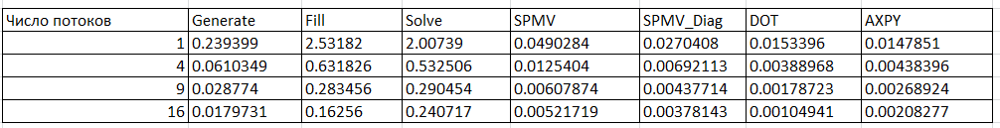 Число потоков Generate Fill Solve SPMV SPMV_Diag DOT AXPY
1 0.239399 2.53182 2.00739 0.0490284 0.0270408 0.0153396 0.0147851
4 0.0610349 0.631826 0.532506 0.0125404 0.00692113 0.00388968 0.00438396
9 0.028774 0.283456 0.290454 0.00607874 0.00437714 0.00178723 0.00268924
16 0.0179731 0.16256 0.240717 0.00521719 0.00378143 0.00104941 0.00208277